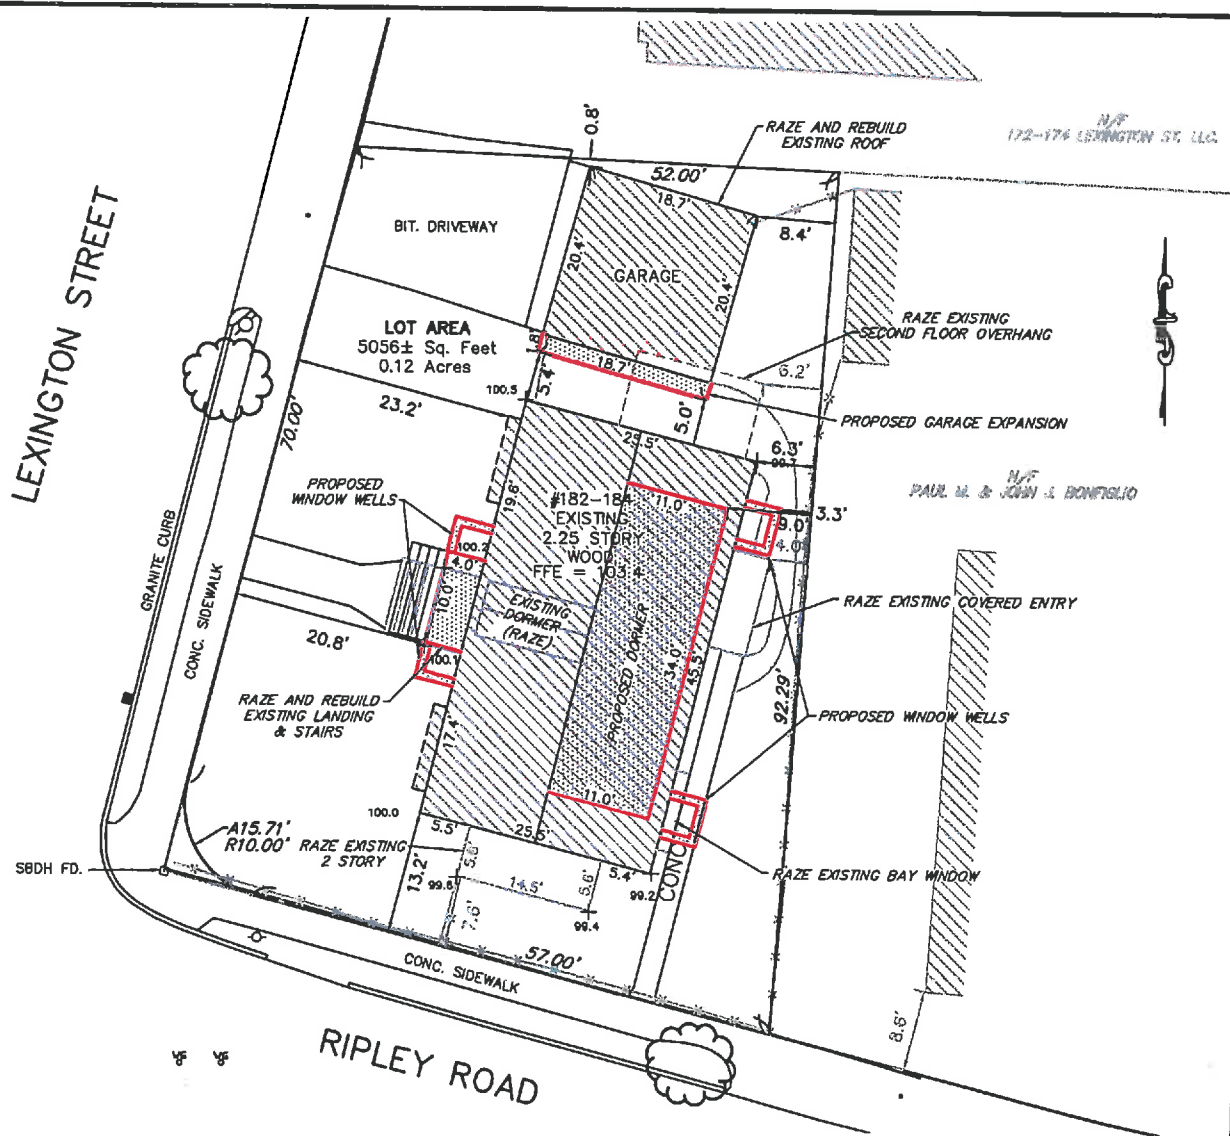 N/F
172-174 LEXINGTON ST. LLC.
0.8'
RAZE AND REBUILD
EXISTING ROOF
52.00'
18.7'
8.4'
BIT. DRIVEWAY
20.4'
GARAGE
20.4'
LEXINGTON STREET
RAZE EXISTING
SECOND FLOOR OVERHANG
LOT AREA
5056± Sq. Feet
0.12 Acres
1.8'
18.7'
5.4'
6.2'
100.5
23.2'
70.00'
5.0'
PROPOSED GARAGE EXPANSION
25.5'
6.3'
N/F
PAUL M. & JOHN J. BONFIGLIO
PROPOSED
WINDOW WELLS
19.6'
#182-184
EXISTING
2.25 STORY
WOOD
FFE = 103.4
11.0'
3.3'
9.0'
4.0'
GRANITE CURB
CONC. SIDEWALK
100.2
4.0'
10.0'
EXISTING
DORMER
(RAZE)
PROPOSED DORMER
34.0'
45.5'
RAZE EXISTING COVERED ENTRY
20.8'
100.1
RAZE AND REBUILD
EXISTING LANDING
& STAIRS
92.29'
PROPOSED WINDOW WELLS
17.4'
11.0'
100.0
A15.71'
R10.00'
5.5'
25.5'
RAZE EXISTING
2 STORY
5.6'
SBDH FD.
13.2'
99.6
14.5'
5.6'
5.4'
99.2
CONC
RAZE EXISTING BAY WINDOW
7.6'
99.4
57.00'
CONC. SIDEWALK
8.6'
RIPLEY ROAD